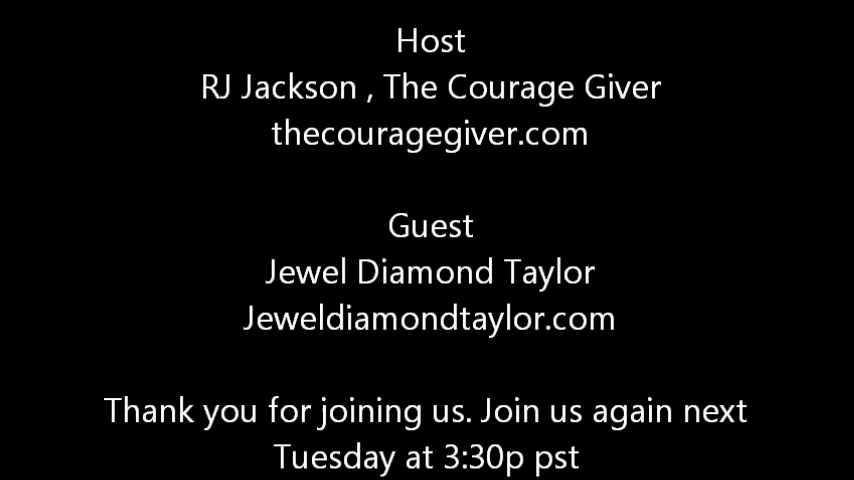 Host
RJ Jackson , The Courage Giver
thecouragegiver.com
Guest
Jewel Diamond Taylor
Jeweldiamondtaylor.com
Thank you for joining us. Join us again next
Tuesday at 3:30p pst